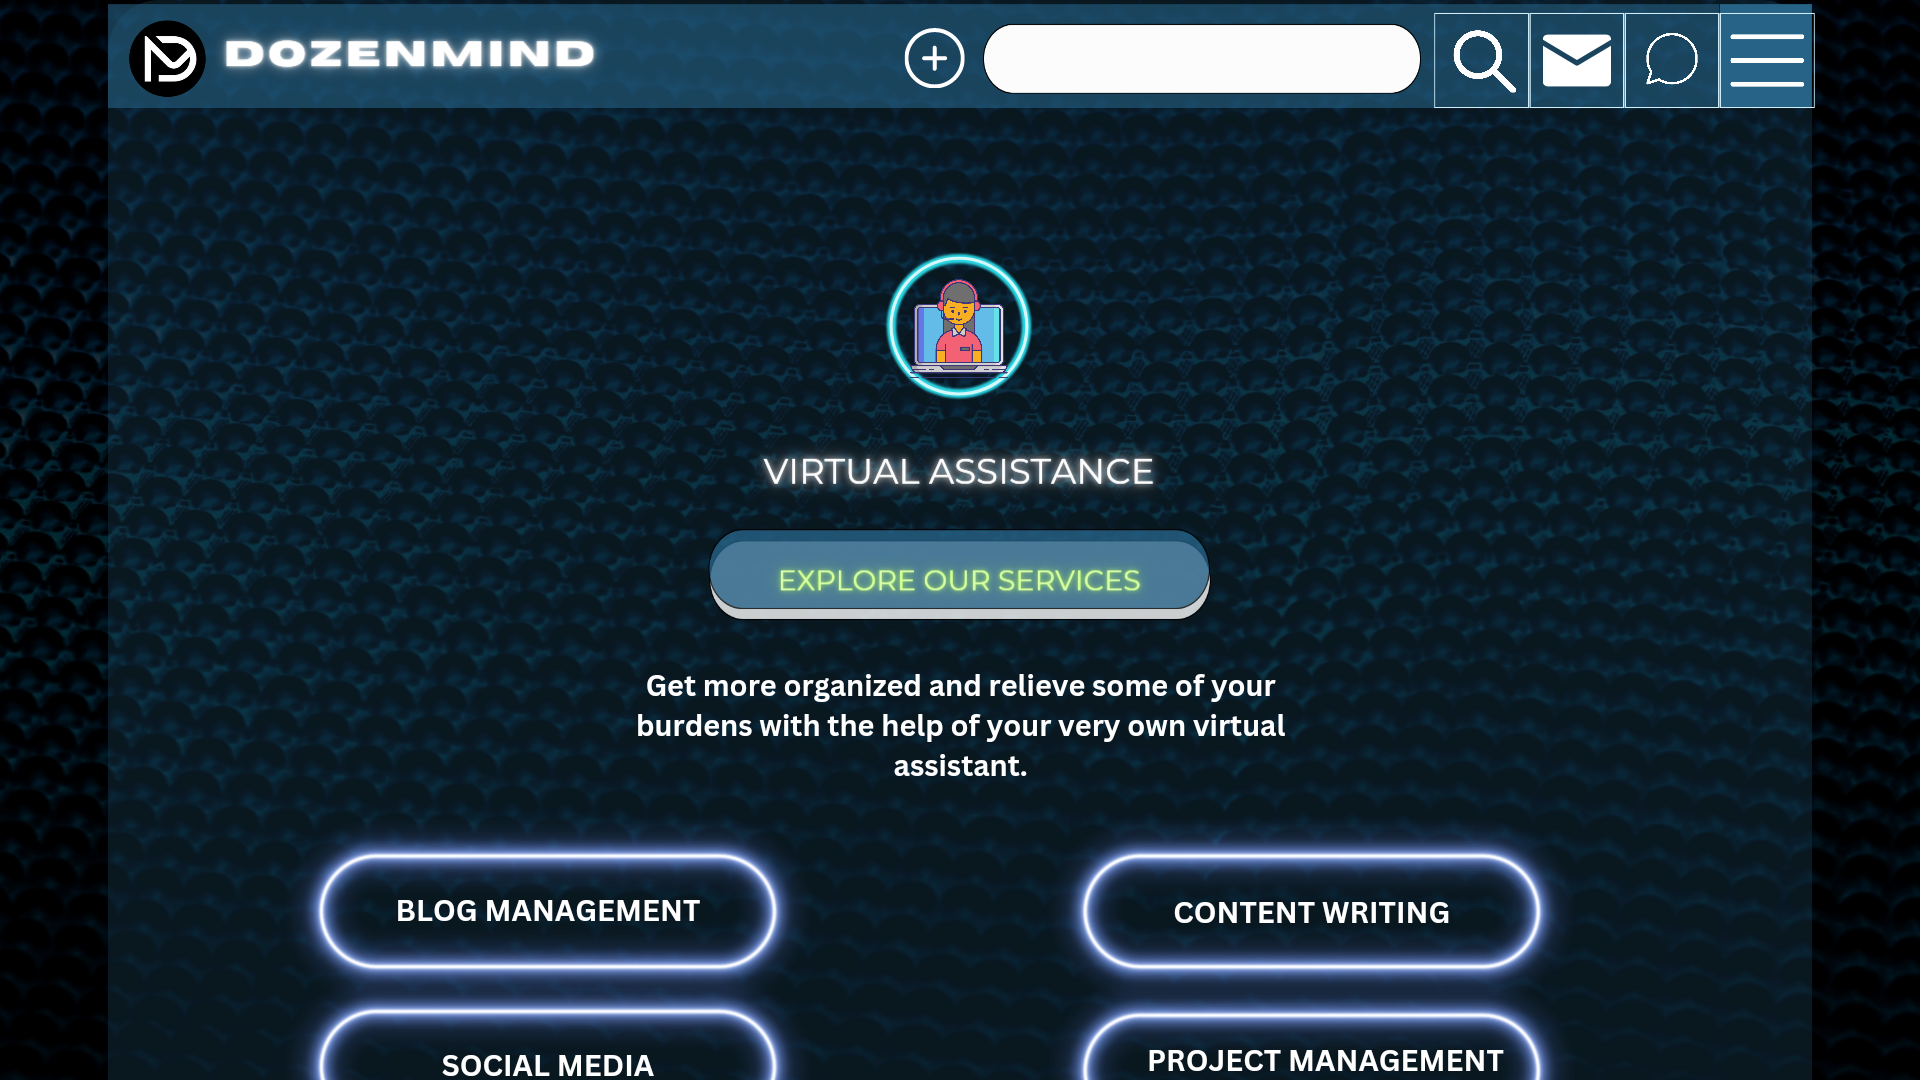 DOZENMIND
VIRTUAL ASSISTANCE
EXPLORE OUR SERVICES
Get more organized and relieve some of your
burdens with the help of your very own virtual
assistant.
BLOG MANAGEMENT
CONTENT WRITING
SOCIAL MEDIA
PROJECT MANAGEMENT